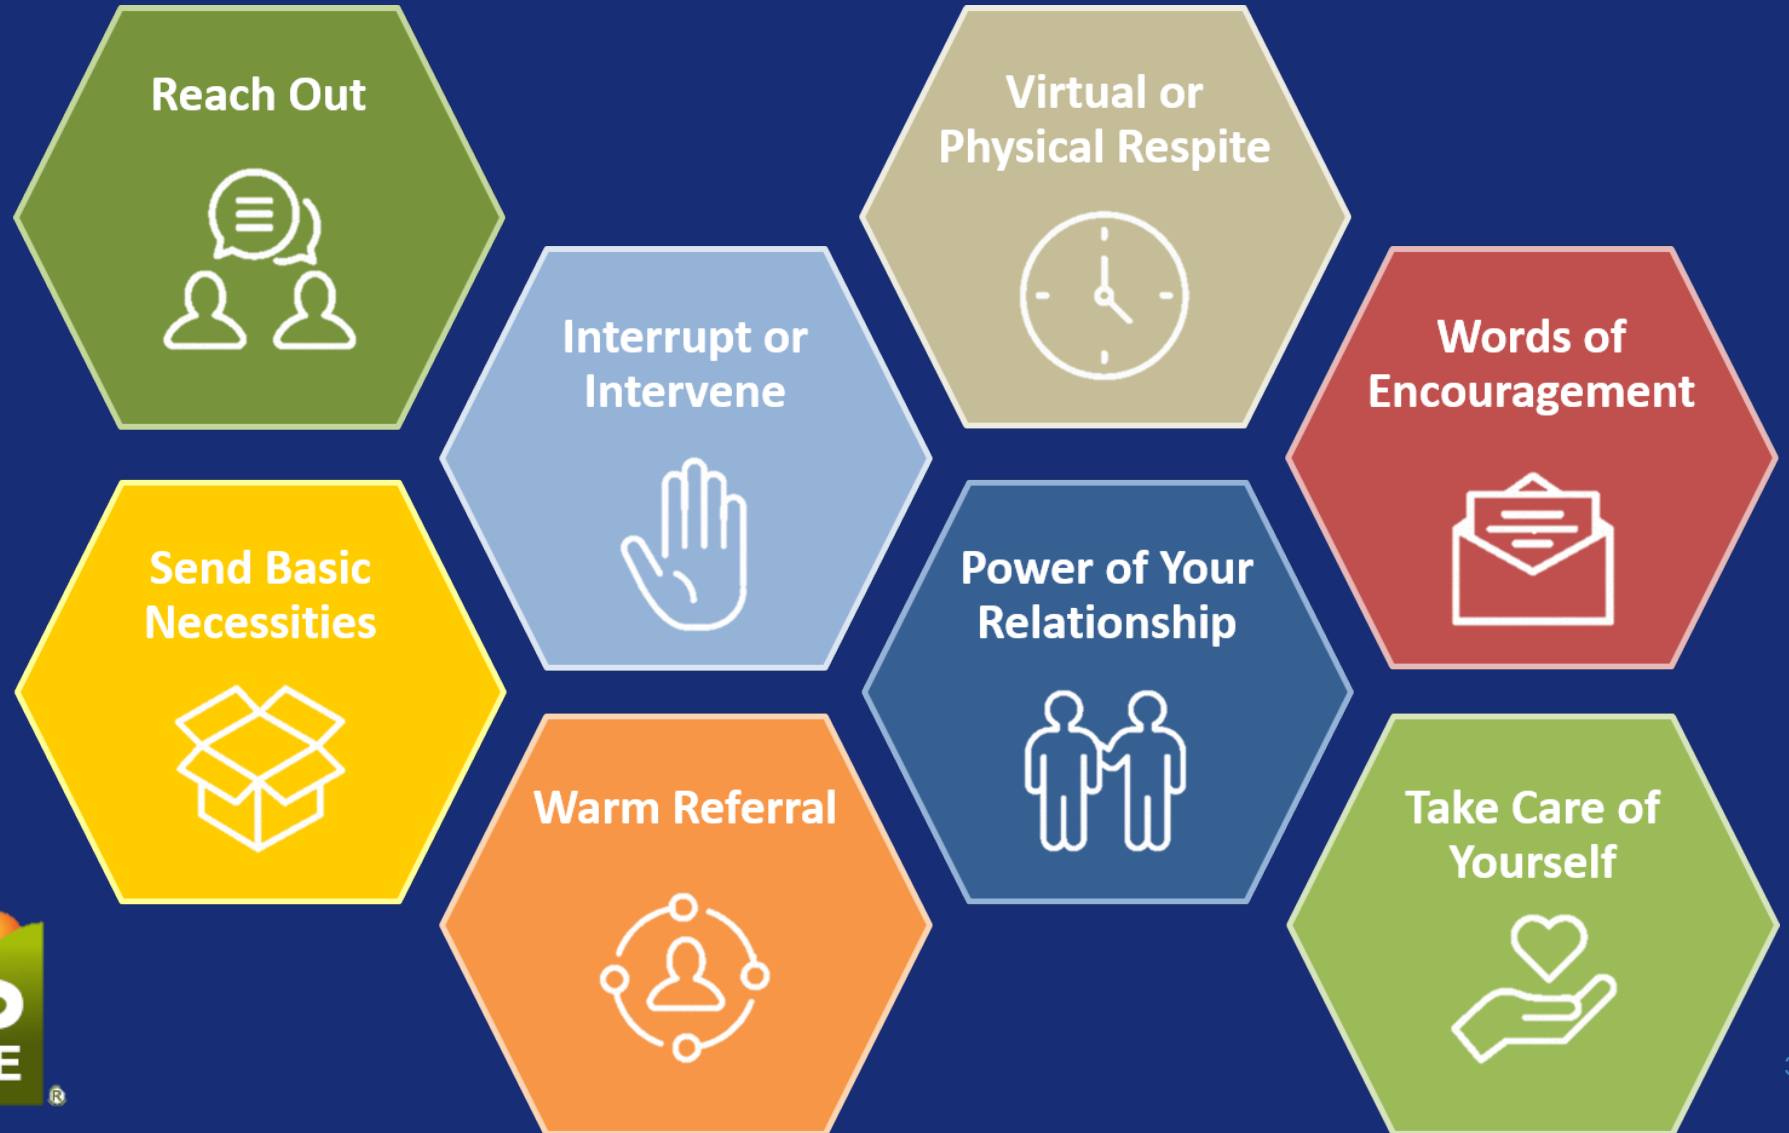 Reach Out
Virtual or
Physical Respite
Interrupt or
Intervene
Words of
Encouragement
Send Basic
Necessities
Power of Your
Relationship
Warm Referral
Take Care of
Yourself
P
E
®
3